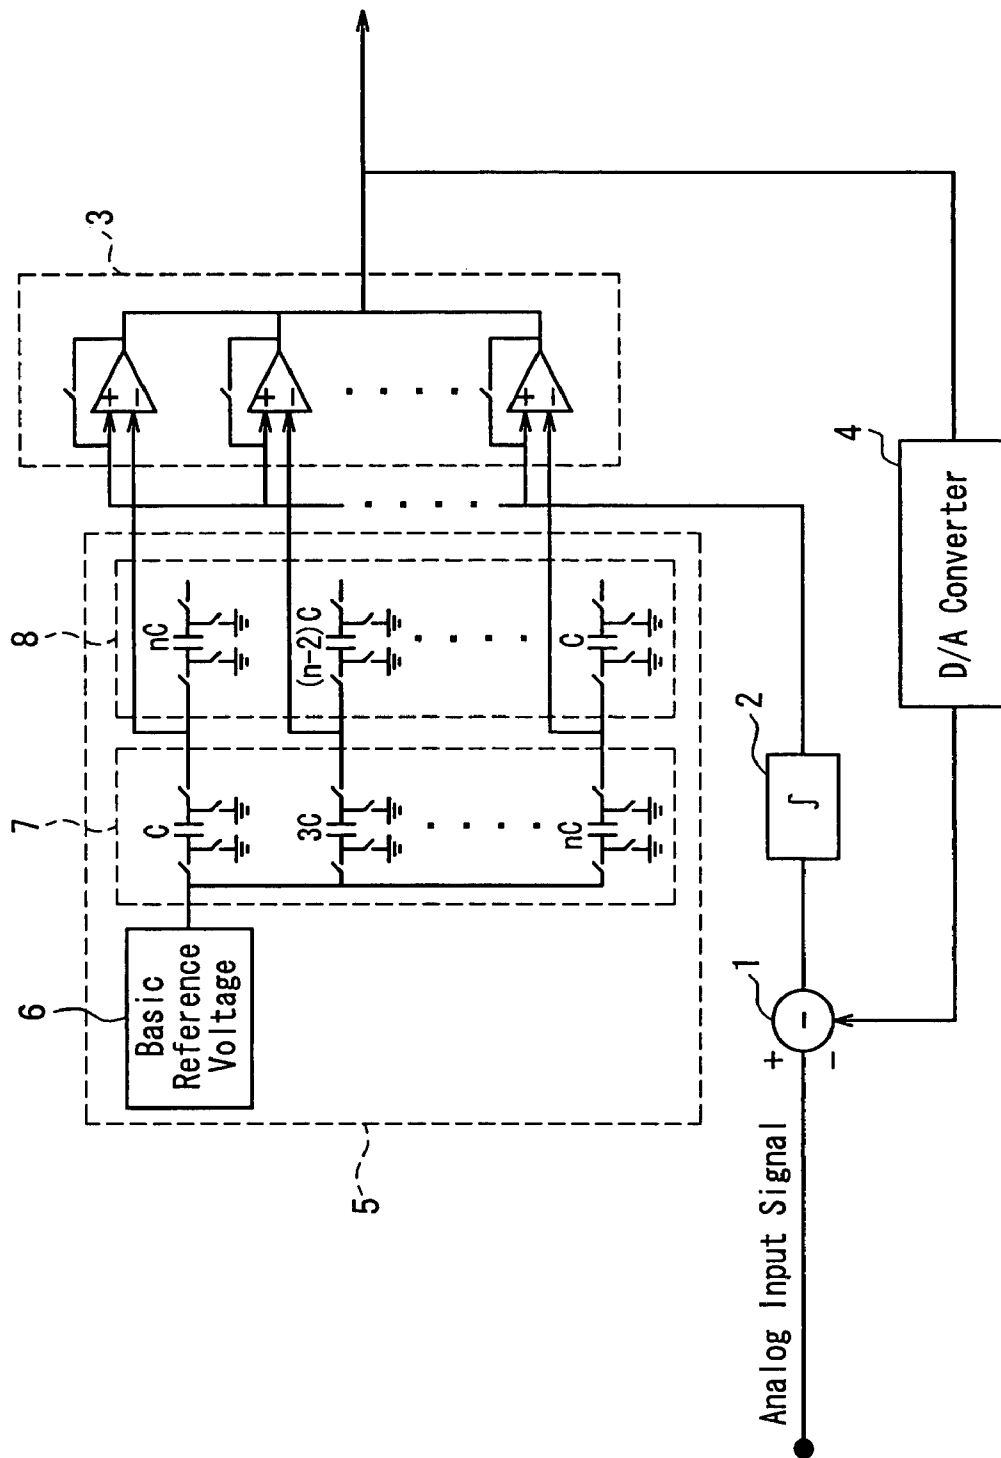 3
+
−
+
−
+
−
8
nC
(n-2)C
C
7
C
3C
nC
6
Basic
Reference
Voltage
5
4
D/A Converter
2
∫
1
+
−
−
Analog Input Signal